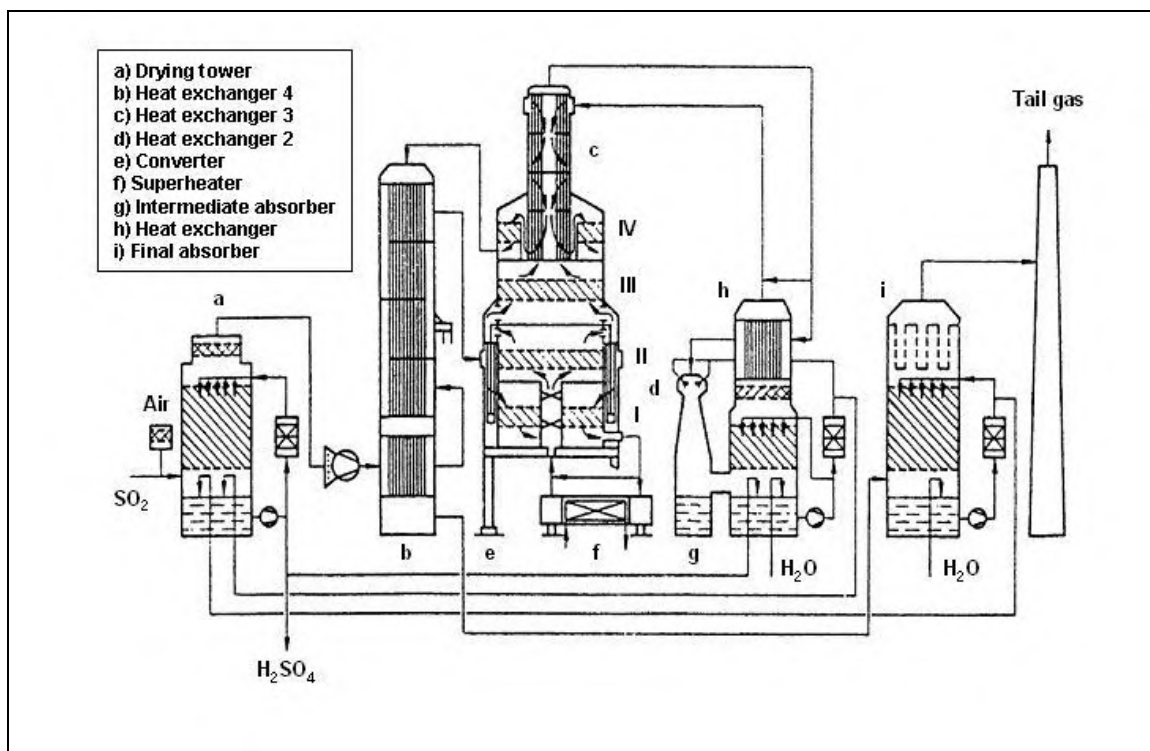 a) Drying tower
b) Heat exchanger 4
c) Heat exchanger 3
d) Heat exchanger 2
e) Converter
f) Superheater
g) Intermediate absorber
h) Heat exchanger
i) Final absorber
Tail gas
c
IV
a
III
h
i
II
d
Air
I
SO₂
b
e
f
g
H₂O
H₂O
H₂SO₄